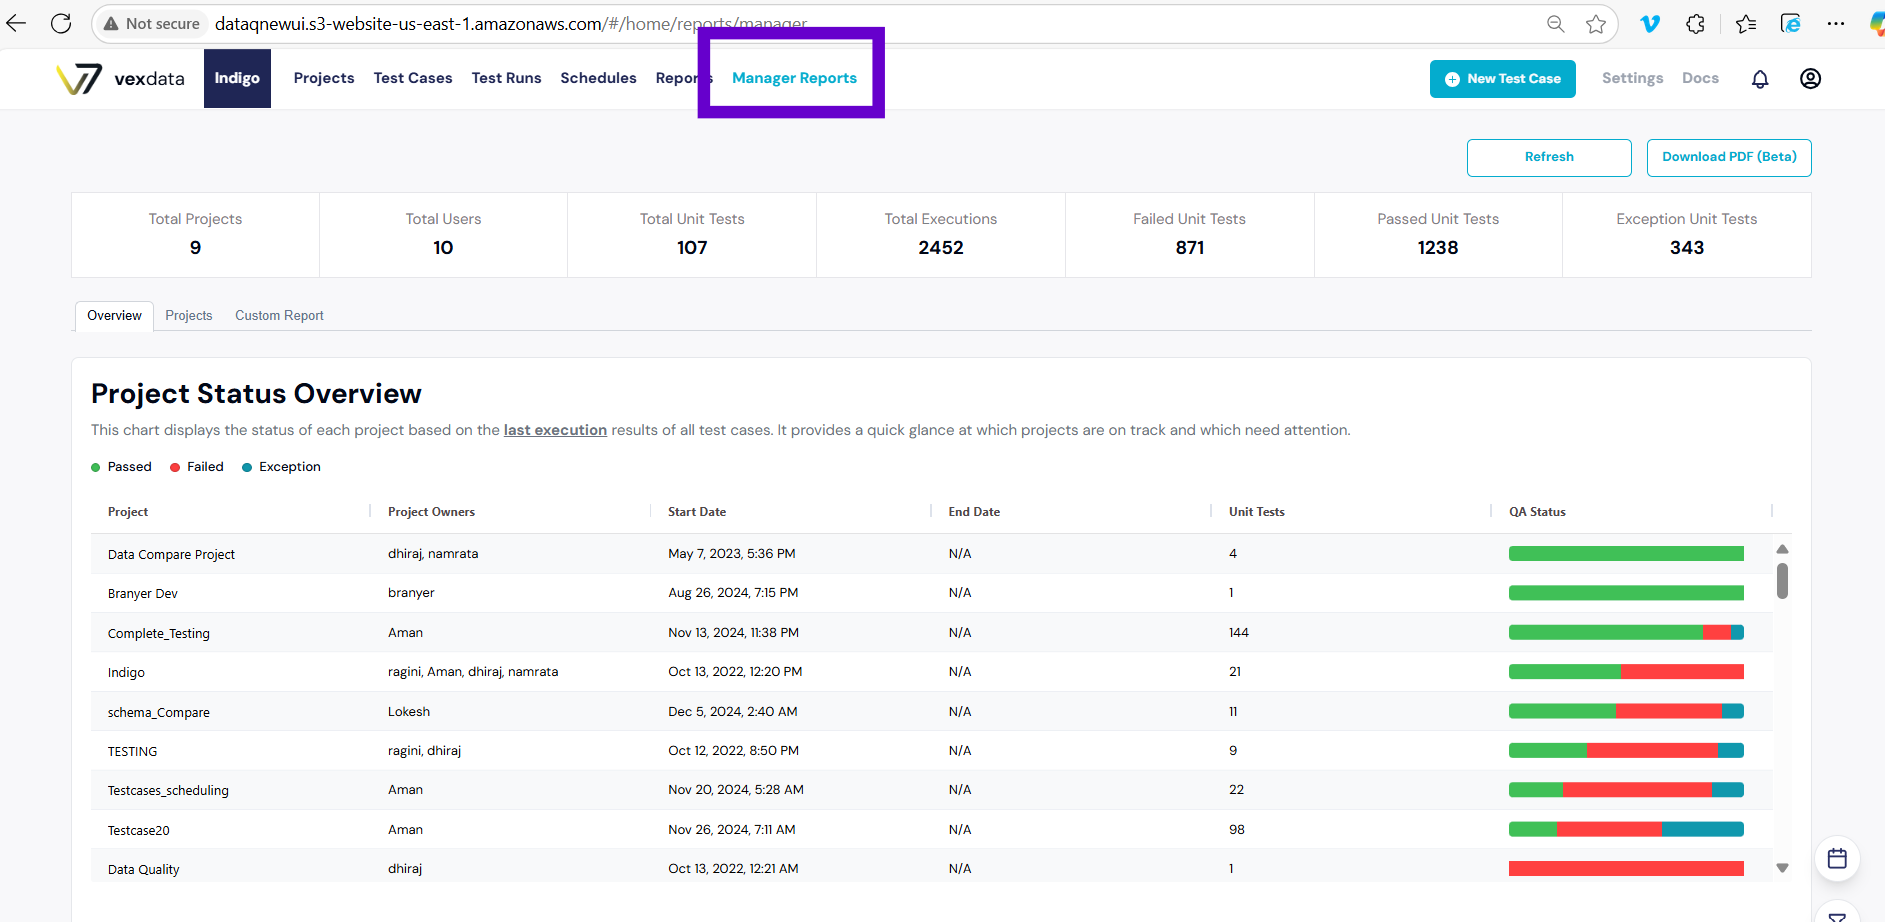 Not secure dataqnewui.s3-website-us-east-1.amazonaws.com/#/home/reports/manager
vexdata Indigo Projects Test Cases Test Runs Schedules Reports Manager Reports New Test Case Settings Docs
Refresh Download PDF (Beta)
Total Projects Total Users Total Unit Tests Total Executions Failed Unit Tests Passed Unit Tests Exception Unit Tests
9 10 107 2452 871 1238 343
Overview Projects Custom Report
Project Status Overview
This chart displays the status of each project based on the last execution results of all test cases. It provides a quick glance at which projects are on track and which need attention.
Passed Failed Exception
Project Project Owners Start Date End Date Unit Tests QA Status
Data Compare Project dhiraj, namrata May 7, 2023, 5:36 PM N/A 4
Branyer Dev branyer Aug 26, 2024, 7:15 PM N/A 1
Complete_Testing Aman Nov 13, 2024, 11:38 PM N/A 144
Indigo ragini, Aman, dhiraj, namrata Oct 13, 2022, 12:20 PM N/A 21
schema_Compare Lokesh Dec 5, 2024, 2:40 AM N/A 11
TESTING ragini, dhiraj Oct 12, 2022, 8:50 PM N/A 9
Testcases_scheduling Aman Nov 20, 2024, 5:28 AM N/A 22
Testcase20 Aman Nov 26, 2024, 7:11 AM N/A 98
Data Quality dhiraj Oct 13, 2022, 12:21 AM N/A 1